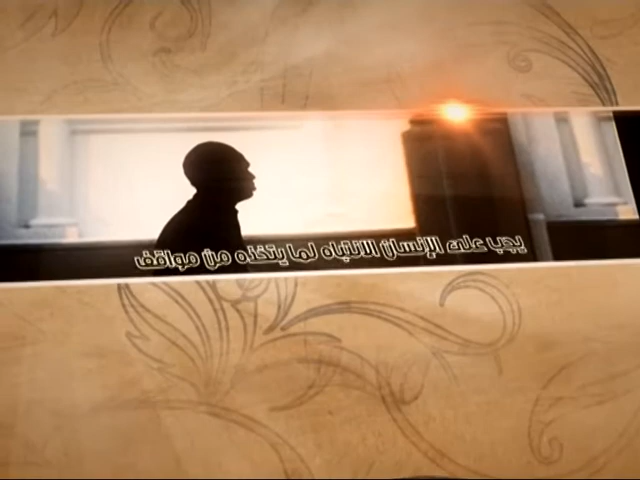 يجب على الإنسان الانتباه لما يتخذه من مواقف